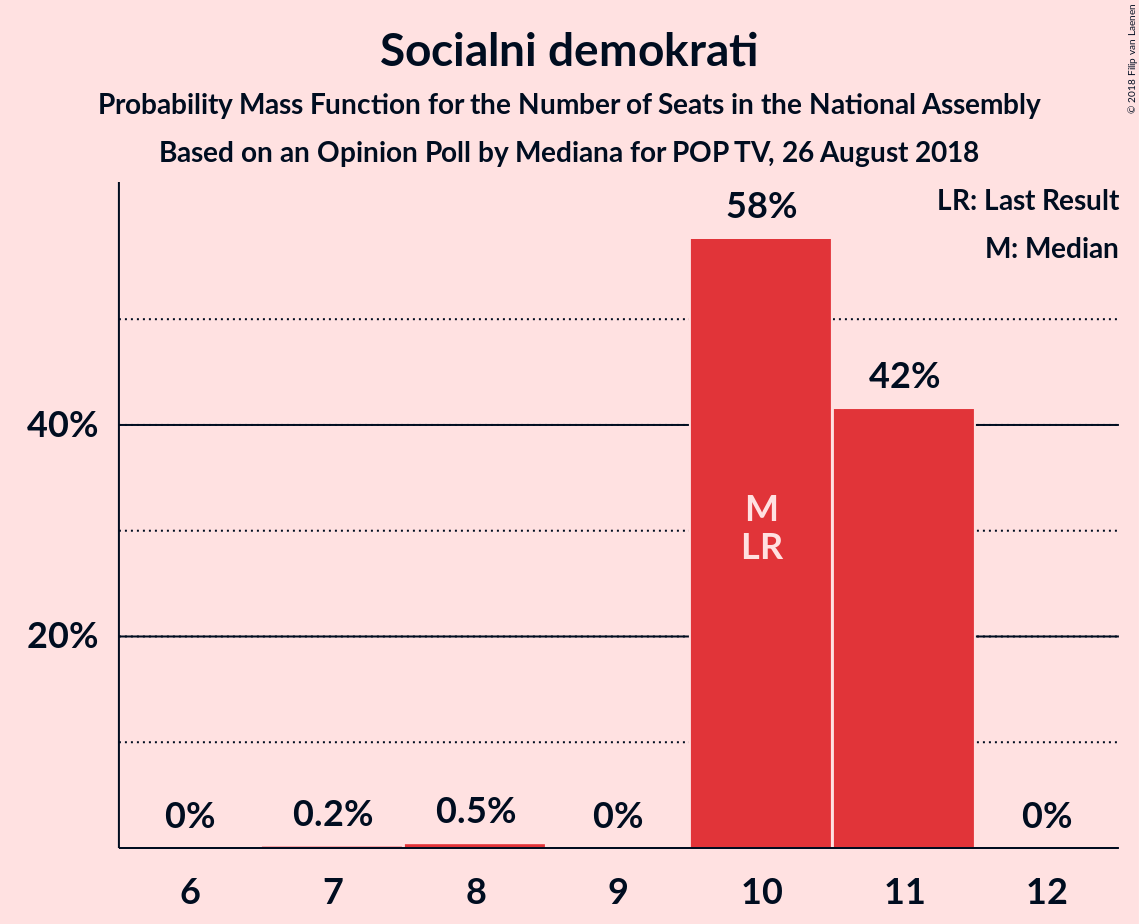 Socialni demokrati
Probability Mass Function for the Number of Seats in the National Assembly
Based on an Opinion Poll by Mediana for POP TV, 26 August 2018
© 2018 Filip van Laenen
LR: Last Result
M: Median
58%
42%
40%
20%
M
LR
0%
0.2%
0.5%
0%
0%
6
7
8
9
10
11
12